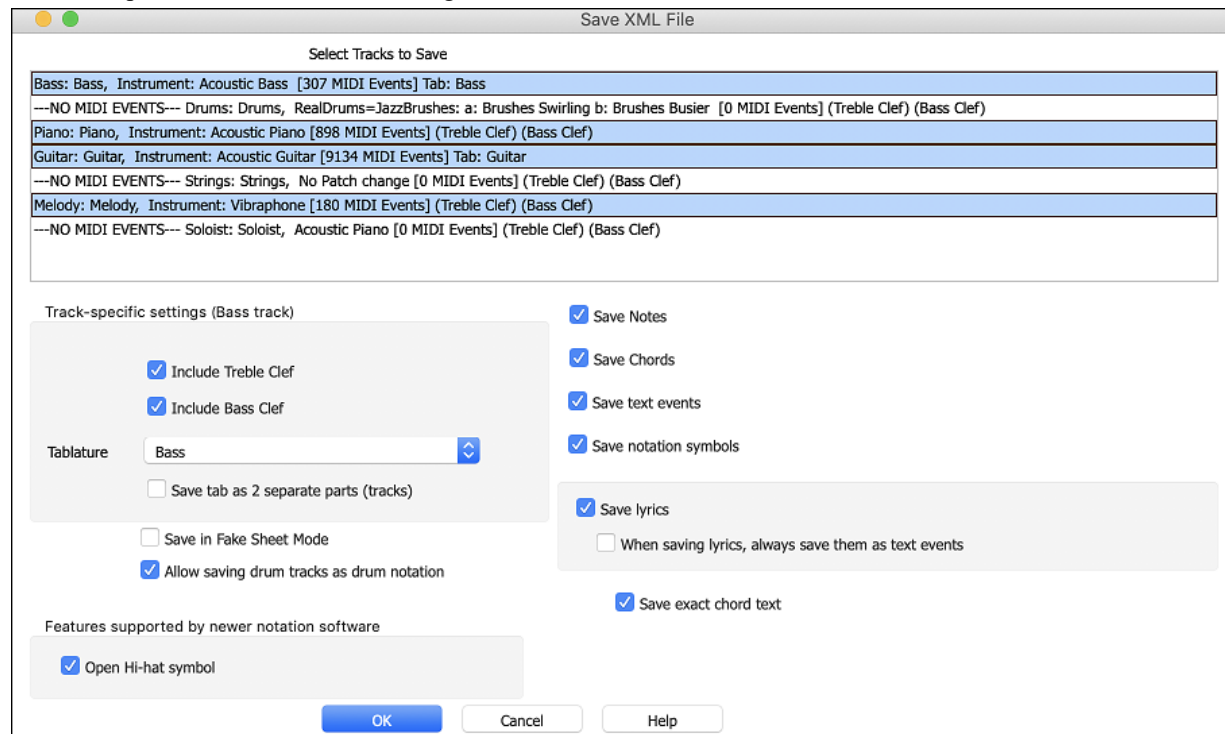 Save XML File
Select Tracks to Save
Bass: Bass, Instrument: Acoustic Bass [307 MIDI Events] Tab: Bass
---NO MIDI EVENTS--- Drums: Drums, RealDrums=JazzBrushes: a: Brushes Swirling b: Brushes Busier [0 MIDI Events] (Treble Clef) (Bass Clef)
Piano: Piano, Instrument: Acoustic Piano [898 MIDI Events] (Treble Clef) (Bass Clef)
Guitar: Guitar, Instrument: Acoustic Guitar [9134 MIDI Events] Tab: Guitar
---NO MIDI EVENTS--- Strings: Strings, No Patch change [0 MIDI Events] (Treble Clef) (Bass Clef)
Melody: Melody, Instrument: Vibraphone [180 MIDI Events] (Treble Clef) (Bass Clef)
---NO MIDI EVENTS--- Soloist: Soloist, Acoustic Piano [0 MIDI Events] (Treble Clef) (Bass Clef)
Track-specific settings (Bass track)
Include Treble Clef
Include Bass Clef
Tablature Bass
Save tab as 2 separate parts (tracks)
Save in Fake Sheet Mode
Allow saving drum tracks as drum notation
Features supported by newer notation software
Open Hi-hat symbol
Save Notes
Save Chords
Save text events
Save notation symbols
Save lyrics
When saving lyrics, always save them as text events
Save exact chord text
OK Cancel Help